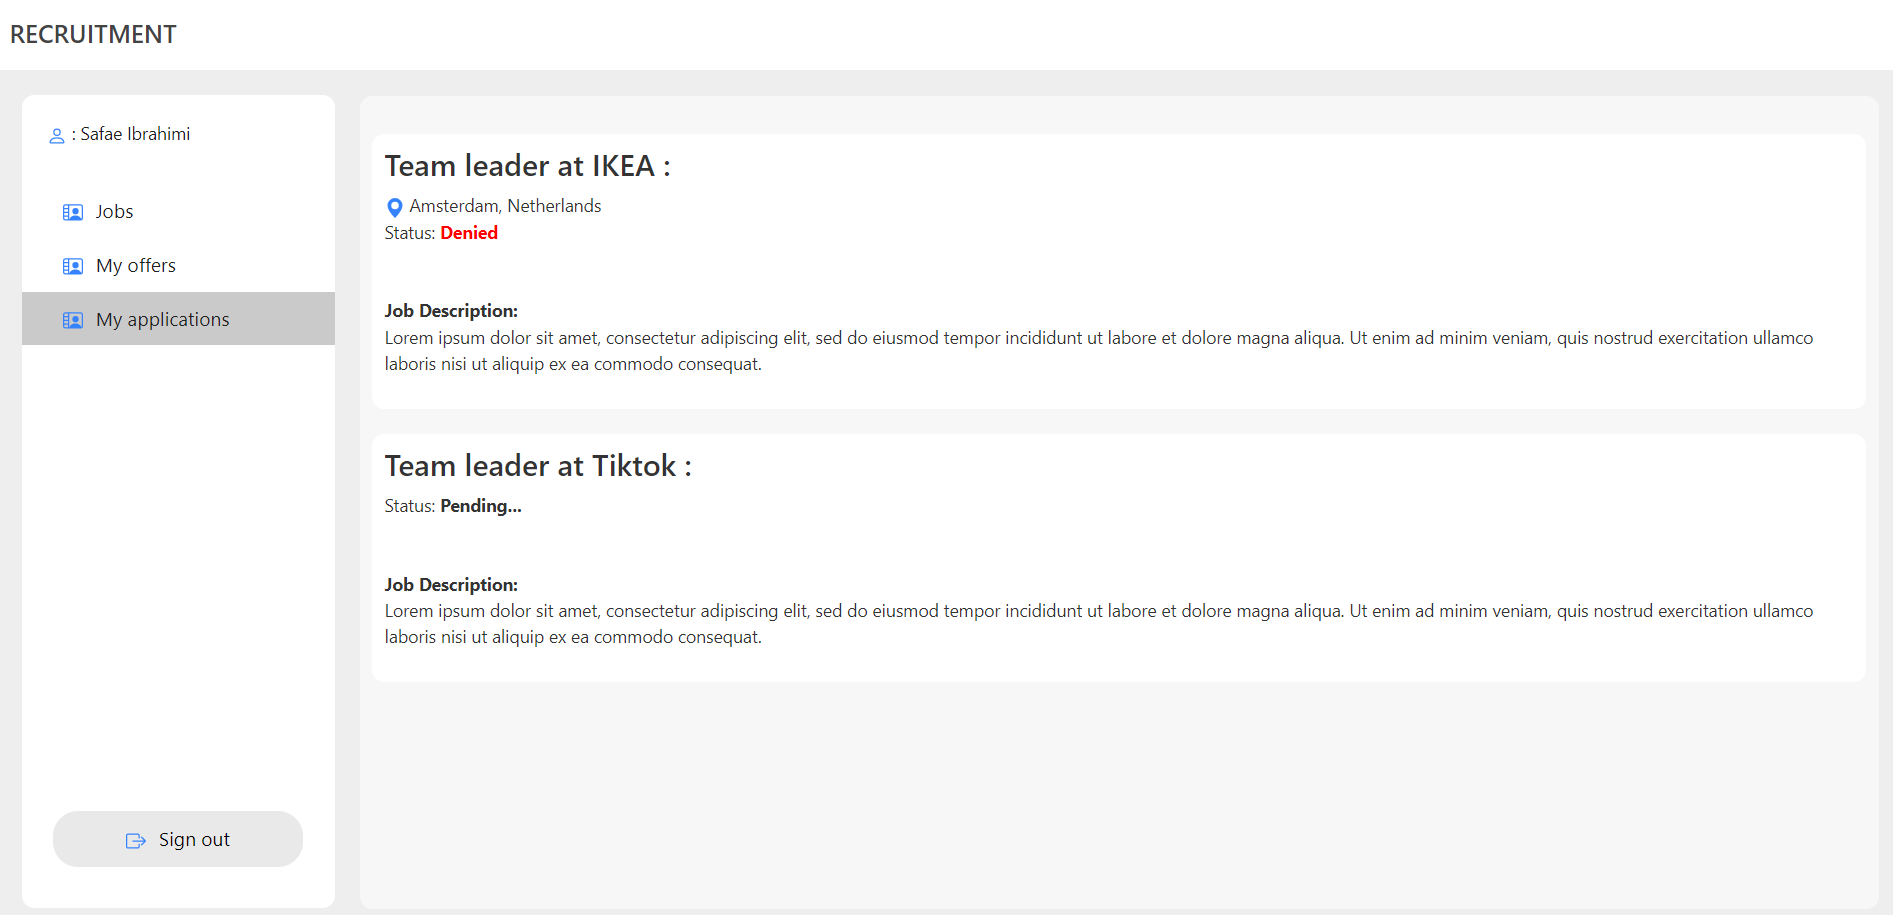 RECRUITMENT
: Safae Ibrahimi
Jobs
My offers
My applications
Sign out
Team leader at IKEA :
Amsterdam, Netherlands
Status: Denied
Job Description:
Lorem ipsum dolor sit amet, consectetur adipiscing elit, sed do eiusmod tempor incididunt ut labore et dolore magna aliqua. Ut enim ad minim veniam, quis nostrud exercitation ullamco
laboris nisi ut aliquip ex ea commodo consequat.
Team leader at Tiktok :
Status: Pending...
Job Description:
Lorem ipsum dolor sit amet, consectetur adipiscing elit, sed do eiusmod tempor incididunt ut labore et dolore magna aliqua. Ut enim ad minim veniam, quis nostrud exercitation ullamco
laboris nisi ut aliquip ex ea commodo consequat.